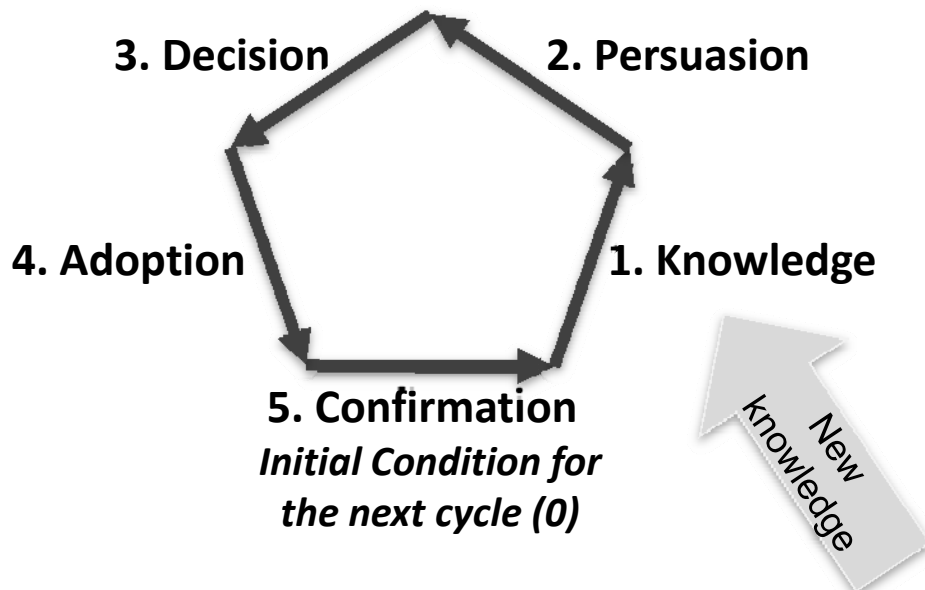 3. Decision
2. Persuasion
4. Adoption
1. Knowledge
5. Confirmation
Initial Condition for
the next cycle (0)
New
knowledge